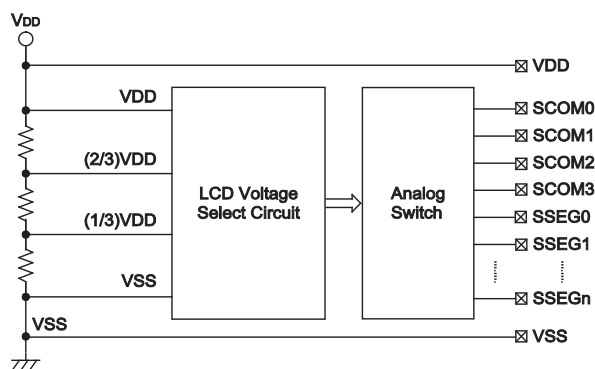 VDD
VDD
VDD
(2/3)VDD
(1/3)VDD
VSS
VSS
LCD Voltage
Select Circuit
Analog
Switch
SCOM0
SCOM1
SCOM2
SCOM3
SSEG0
SSEG1
SSEGn
VSS